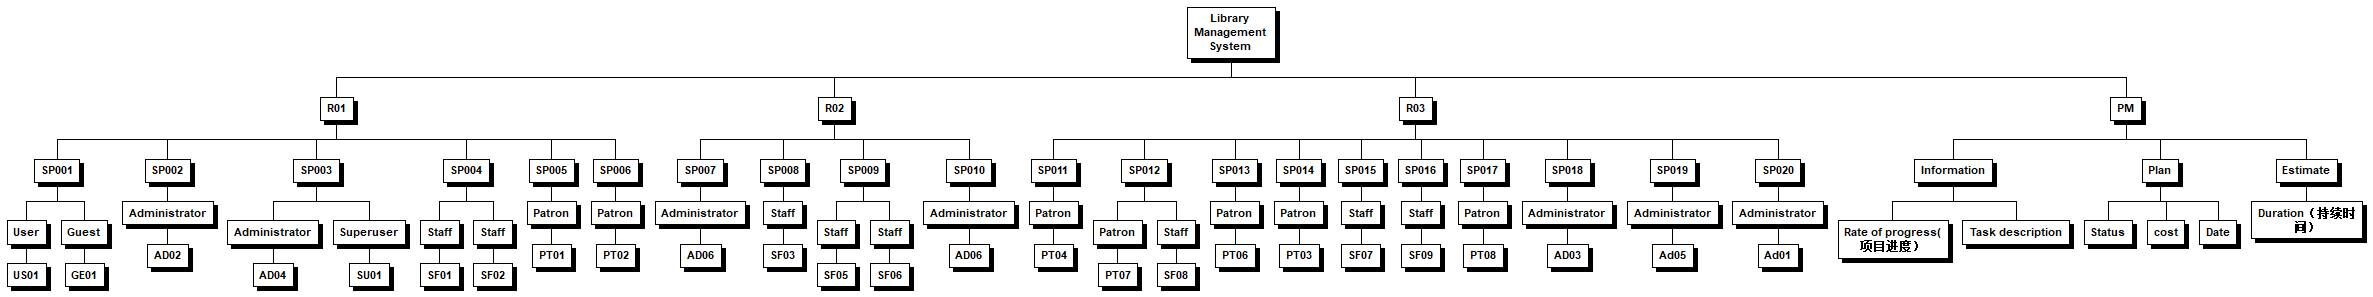 Library
Management
System
R01
R02
R03
PM
SP001
SP002
SP003
SP004
SP005
SP006
SP007
SP008
SP009
SP010
SP011
SP012
SP013
SP014
SP015
SP016
SP017
SP018
SP019
SP020
Information
Plan
Estimate
User
Guest
Administrator
Administrator
Superuser
Staff
Staff
Patron
Patron
Administrator
Staff
Staff
Staff
Administrator
Patron
Patron
Staff
Patron
Patron
Staff
Staff
Patron
Administrator
Administrator
Administrator
Rate of progress(
项目进度）
Task description
Status
cost
Date
Duration（持续时
间）
US01
GE01
AD02
AD04
SU01
SF01
SF02
PT01
PT02
AD06
SF03
SF05
SF06
AD06
PT04
PT07
SF08
PT06
PT03
SF07
SF09
PT08
AD03
Ad05
Ad01